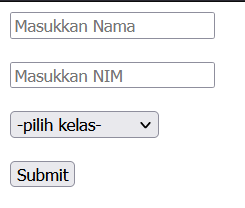 Masukkan Nama
Masukkan NIM
-pilih kelas-
Submit